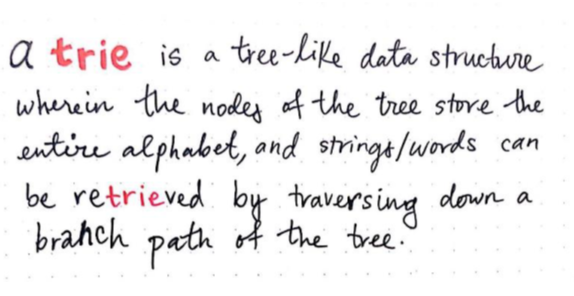 a trie is a tree-like data structure
wherein the nodes of the tree store the
entire alphabet, and strings/words can
be retrieved by traversing down a
branch path of the tree.